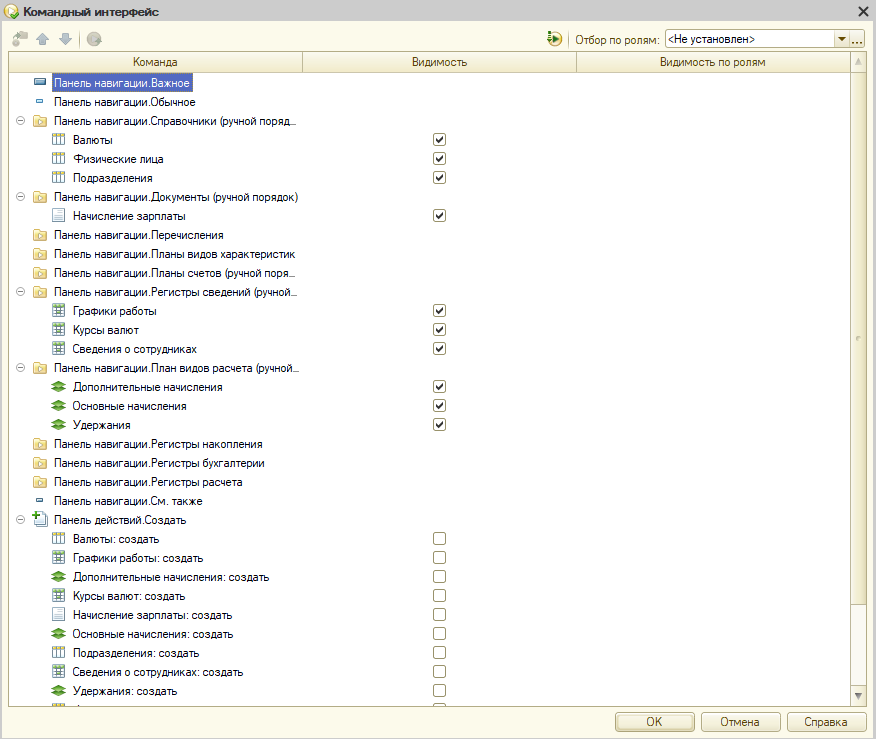 Командный интерфейс
Отбор по ролям: <Не установлен>
Команда Видимость Видимость по ролям
Панель навигации.Важное
Панель навигации.Обычное
Панель навигации.Справочники (ручной поряд...
Валюты
Физические лица
Подразделения
Панель навигации.Документы (ручной порядок)
Начисление зарплаты
Панель навигации.Перечисления
Панель навигации.Планы видов характеристик
Панель навигации.Планы счетов (ручной поря...
Панель навигации.Регистры сведений (ручной...
Графики работы
Курсы валют
Сведения о сотрудниках
Панель навигации.План видов расчета (ручной...
Дополнительные начисления
Основные начисления
Удержания
Панель навигации.Регистры накопления
Панель навигации.Регистры бухгалтерии
Панель навигации.Регистры расчета
Панель навигации.См. также
Панель действий.Создать
Валюты: создать
Графики работы: создать
Дополнительные начисления: создать
Курсы валют: создать
Начисление зарплаты: создать
Основные начисления: создать
Подразделения: создать
Сведения о сотрудниках: создать
Удержания: создать
OK Отмена Справка